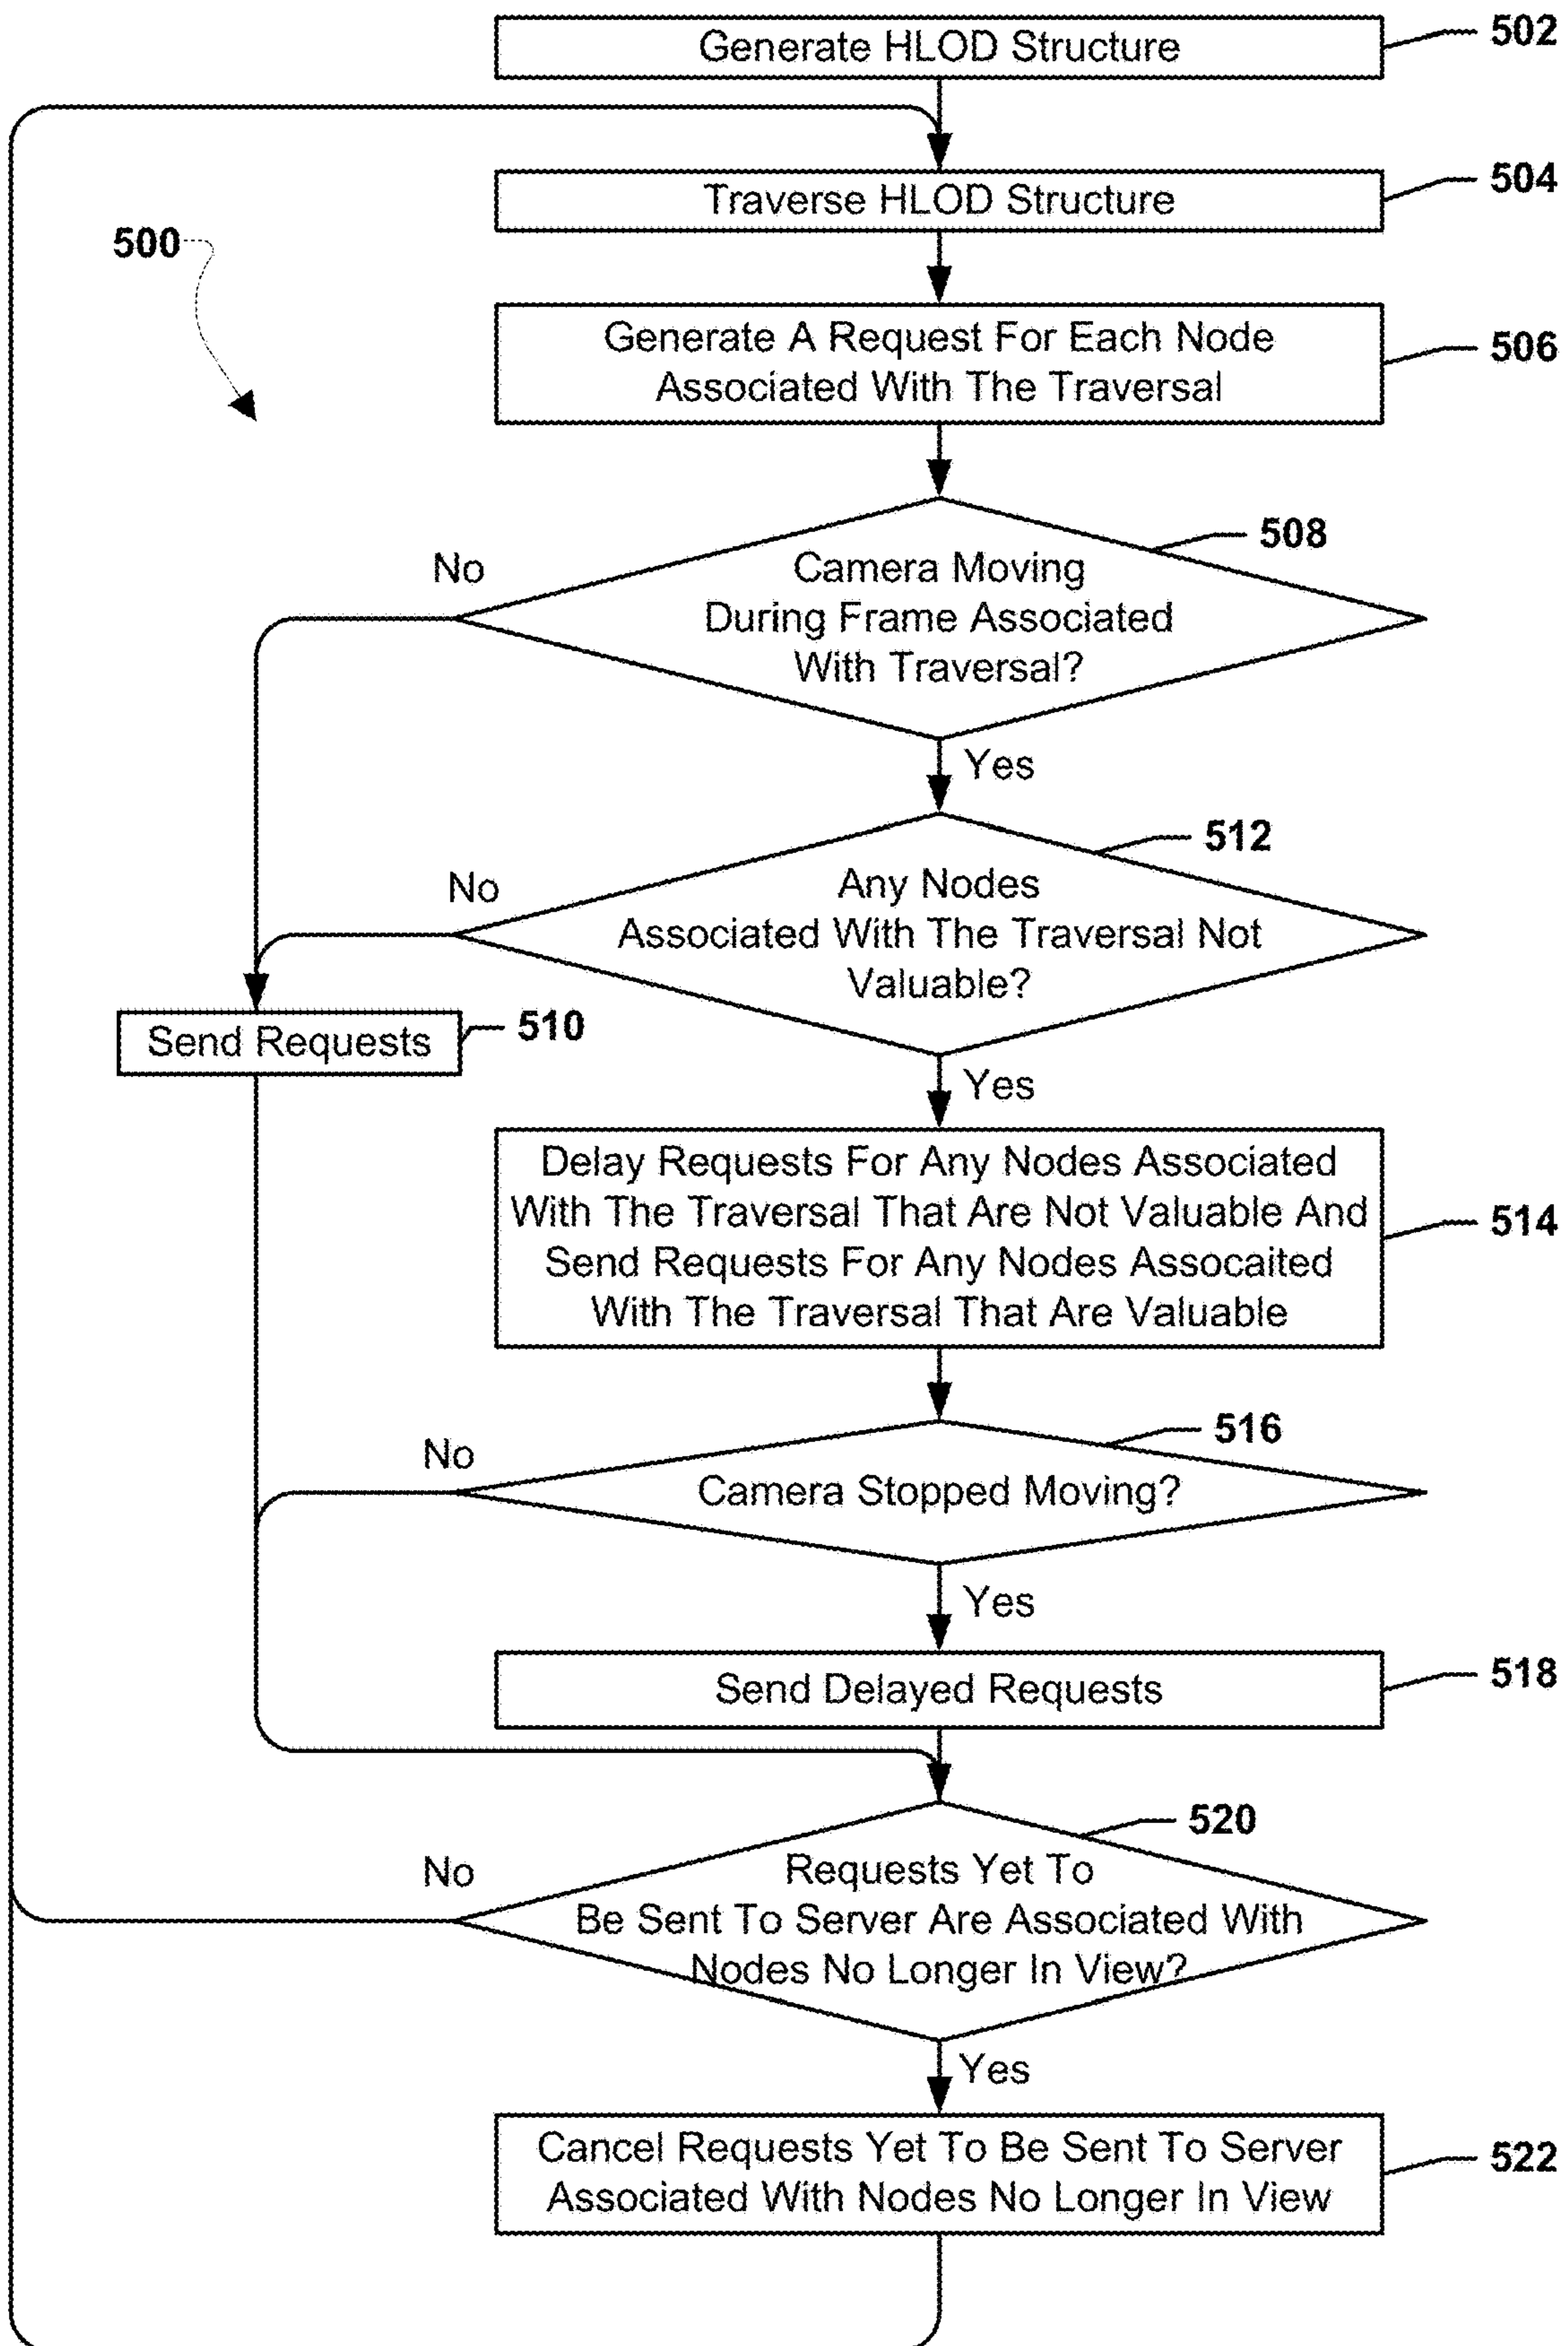 Generate HLOD Structure
502
Traverse HLOD Structure
504
500
Generate A Request For Each Node
Associated With The Traversal
506
508
No
Camera Moving
During Frame Associated
With Traversal?
Yes
512
No
Any Nodes
Associated With The Traversal Not
Valuable?
Send Requests
510
Yes
Delay Requests For Any Nodes Associated
With The Traversal That Are Not Valuable And
Send Requests For Any Nodes Assocaited
With The Traversal That Are Valuable
514
516
No
Camera Stopped Moving?
Yes
Send Delayed Requests
518
520
No
Requests Yet To
Be Sent To Server Are Associated With
Nodes No Longer In View?
Yes
Cancel Requests Yet To Be Sent To Server
Associated With Nodes No Longer In View
522